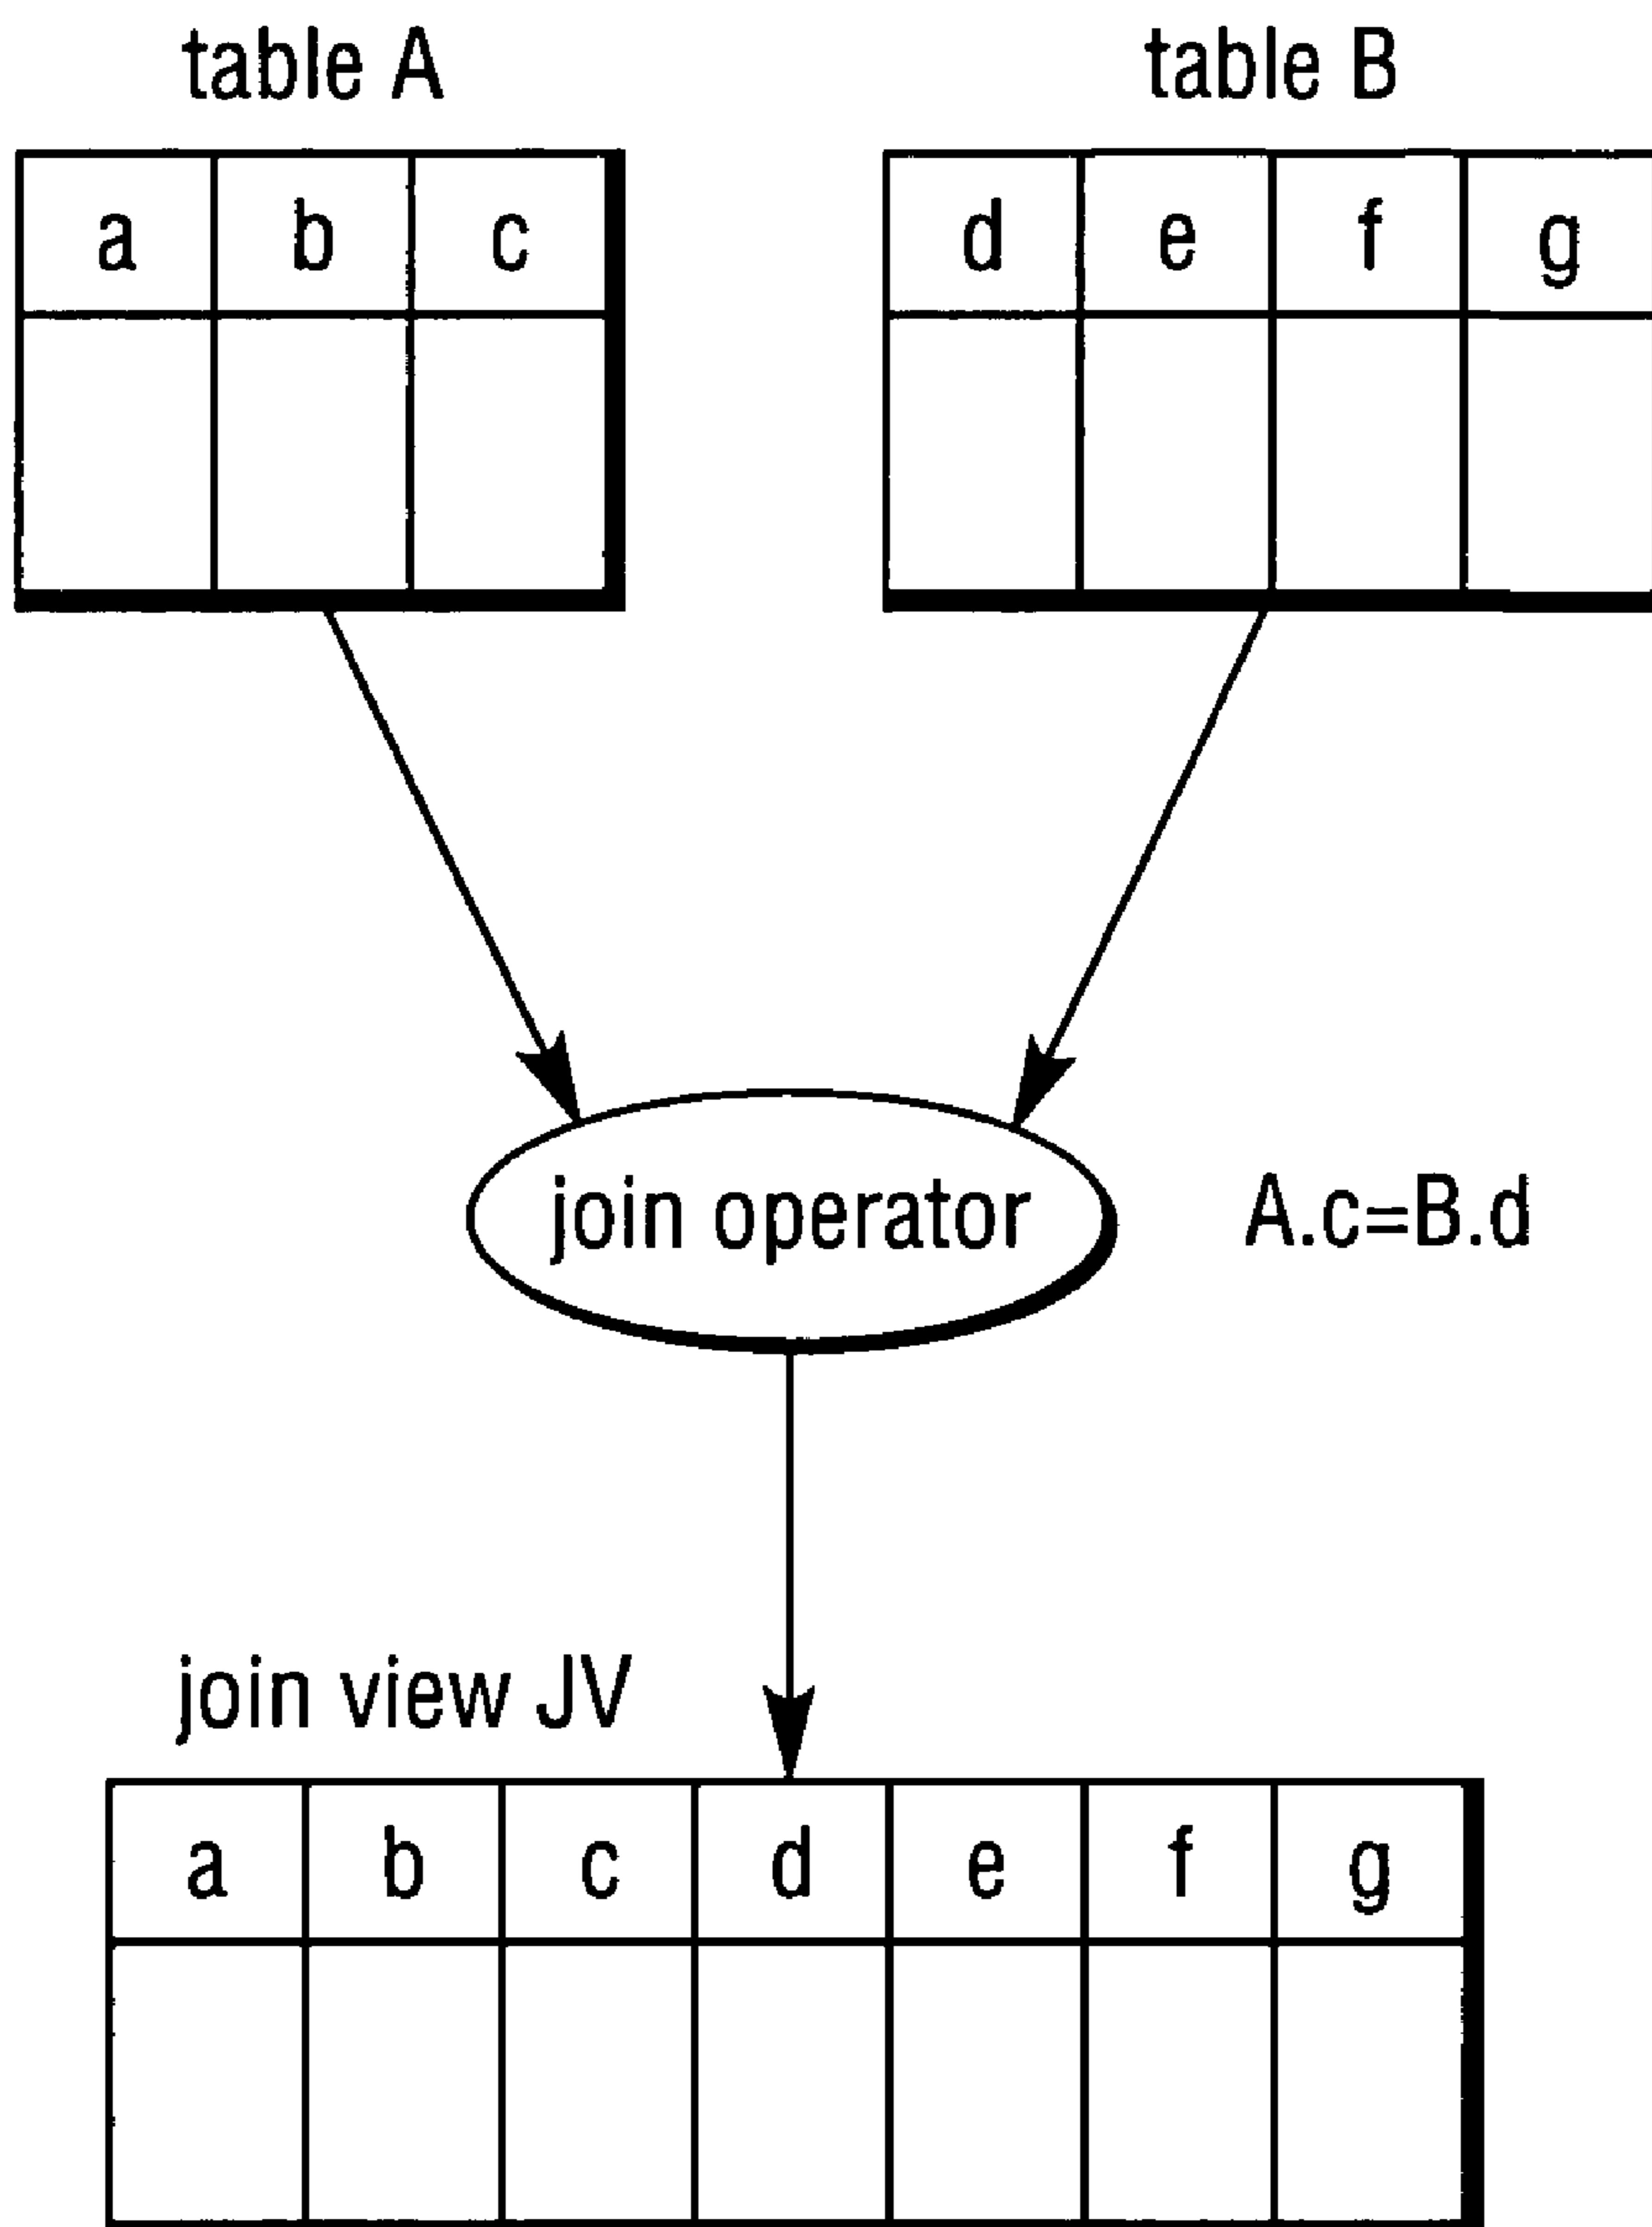 table A
table B
a b c
d e f g
join operator
A.c=B.d
join view JV
a b c d e f g